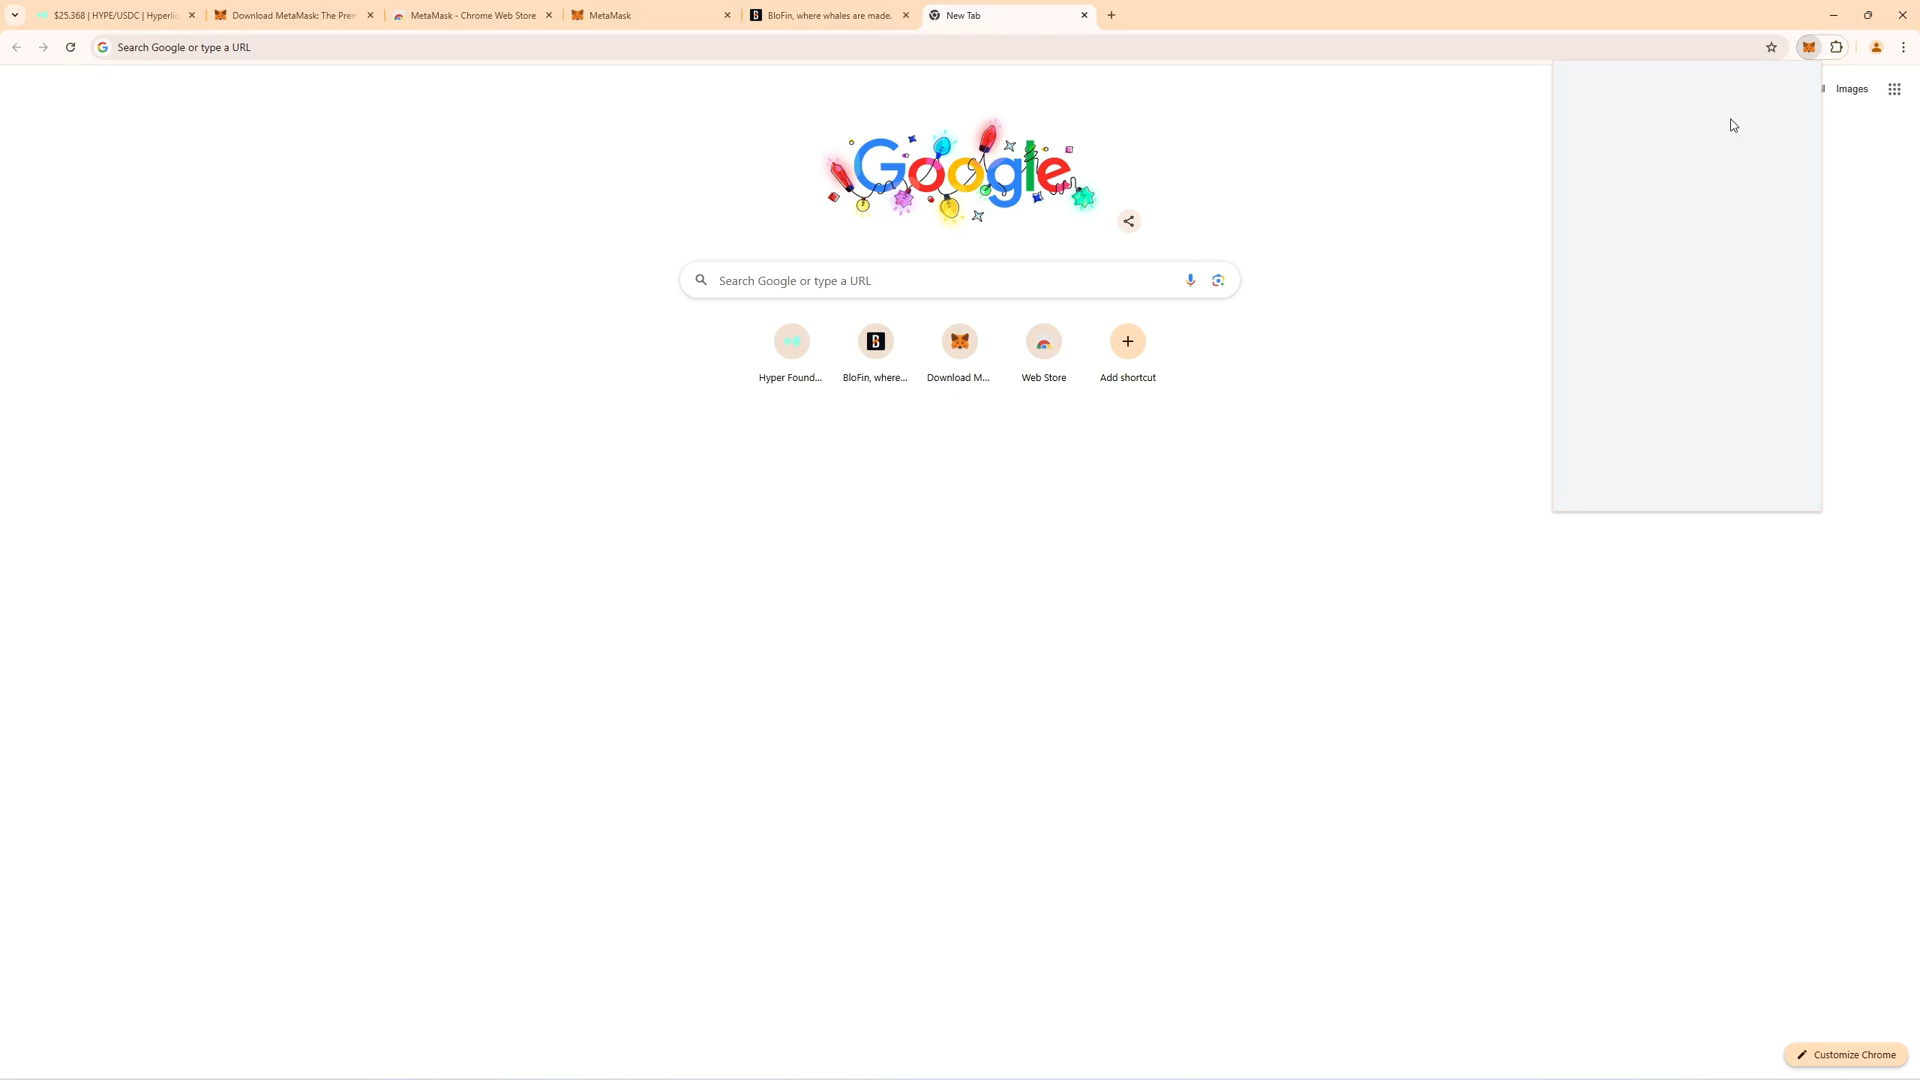 $25.368 | HYPE/USDC | Hyperli
Download MetaMask: The Prem
MetaMask - Chrome Web Store
MetaMask
BloFin, where whales are made.
New Tab
Search Google or type a URL
Images
Google
Search Google or type a URL
Hyper Found...
BloFin, where...
Download M...
Web Store
Add shortcut
Customize Chrome